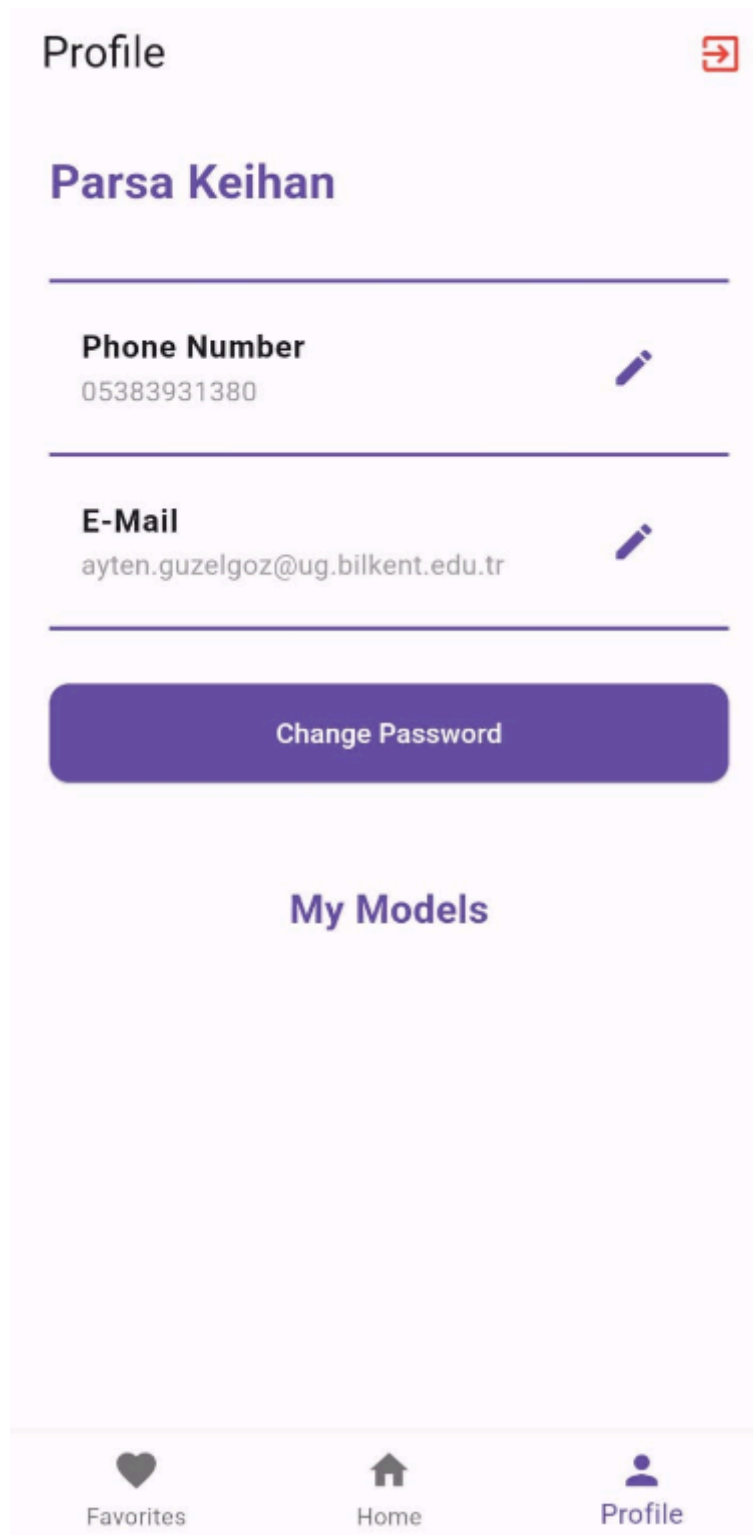 Profile
Parsa Keihan
Phone Number
05383931380
E-Mail
ayten.guzelgoz@ug.bilkent.edu.tr
Change Password
My Models
Favorites
Home
Profile